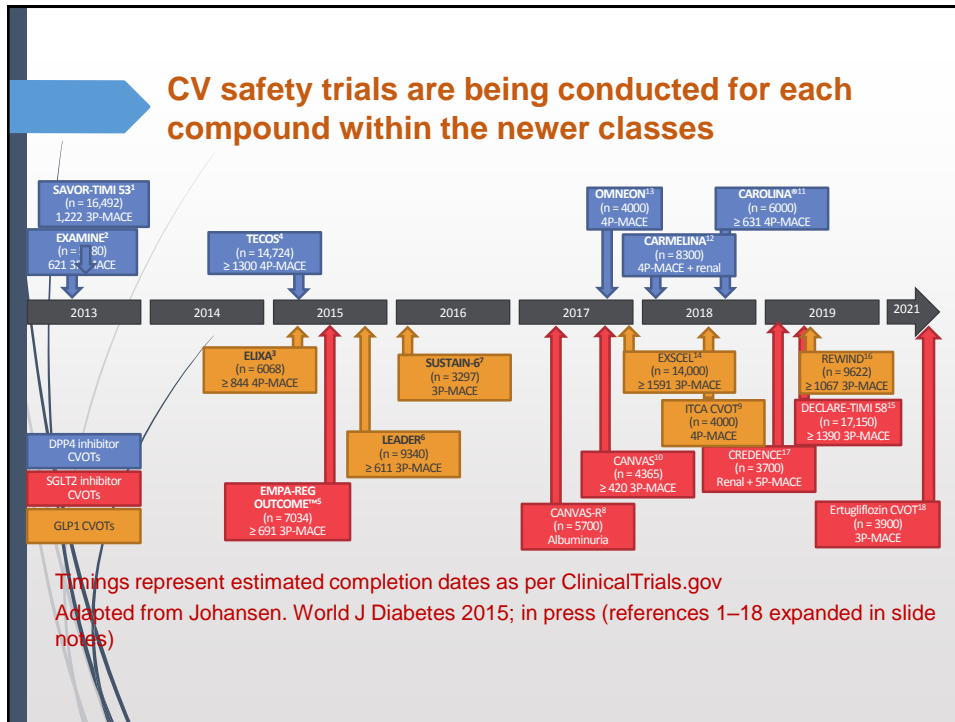 CV safety trials are being conducted for each
compound within the newer classes
SAVOR-TIMI 53¹
(n = 16,492)
1,222 3P-MACE
EXAMINE²
(n = 80)
621 3P-MACE
TECOS⁴
(n = 14,724)
≥ 1300 4P-MACE
OMNEON¹³
(n = 4000)
4P-MACE
CARMELINA¹²
(n = 8300)
4P-MACE + renal
CAROLINA®¹¹
(n = 6000)
≥ 631 4P-MACE
2013
2014
2015
2016
2017
2018
2019
2021
ELIXA³
(n = 6068)
≥ 844 4P-MACE
SUSTAIN-6⁷
(n = 3297)
3P-MACE
LEADER⁶
(n = 9340)
≥ 611 3P-MACE
EMPA-REG
OUTCOME™⁵
(n = 7034)
≥ 691 3P-MACE
EXSCEL¹⁴
(n = 14,000)
≥ 1591 3P-MACE
ITCA CVOT⁹
(n = 4000)
4P-MACE
REWIND¹⁶
(n = 9622)
≥ 1067 3P-MACE
DECLARE-TIMI 58¹⁵
(n = 17,150)
≥ 1390 3P-MACE
CANVAS¹⁰
(n = 4365)
≥ 420 3P-MACE
CREDENCE¹⁷
(n = 3700)
Renal + 5P-MACE
CANVAS-R⁸
(n = 5700)
Albuminuria
Ertugliflozin CVOT¹⁸
(n = 3900)
3P-MACE
DPP4 inhibitor
CVOTs
SGLT2 inhibitor
CVOTs
GLP1 CVOTs
Timings represent estimated completion dates as per ClinicalTrials.gov
Adapted from Johansen. World J Diabetes 2015; in press (references 1–18 expanded in slide
notes)